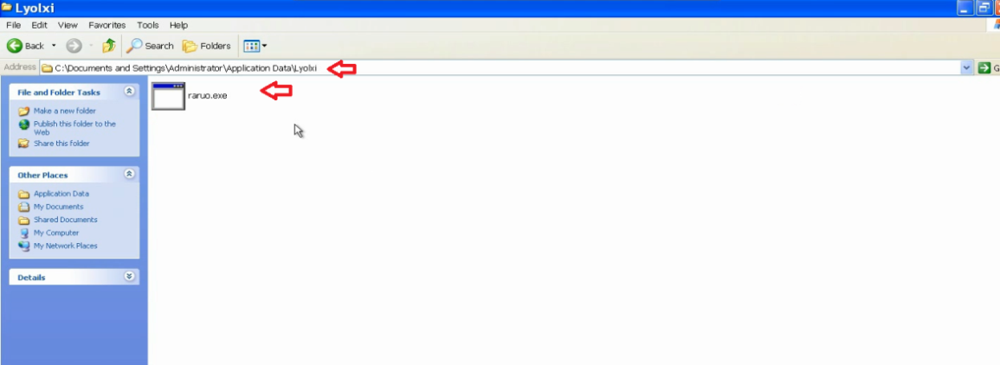 Lyolxi
File Edit View Favorites Tools Help
Back Search Folders
Address C:\Documents and Settings\Administrator\Application Data\Lyolxi G
File and Folder Tasks
Make a new folder
Publish this folder to the
Web
Share this folder
raruo.exe
Other Places
Application Data
My Documents
Shared Documents
My Computer
My Network Places
Details